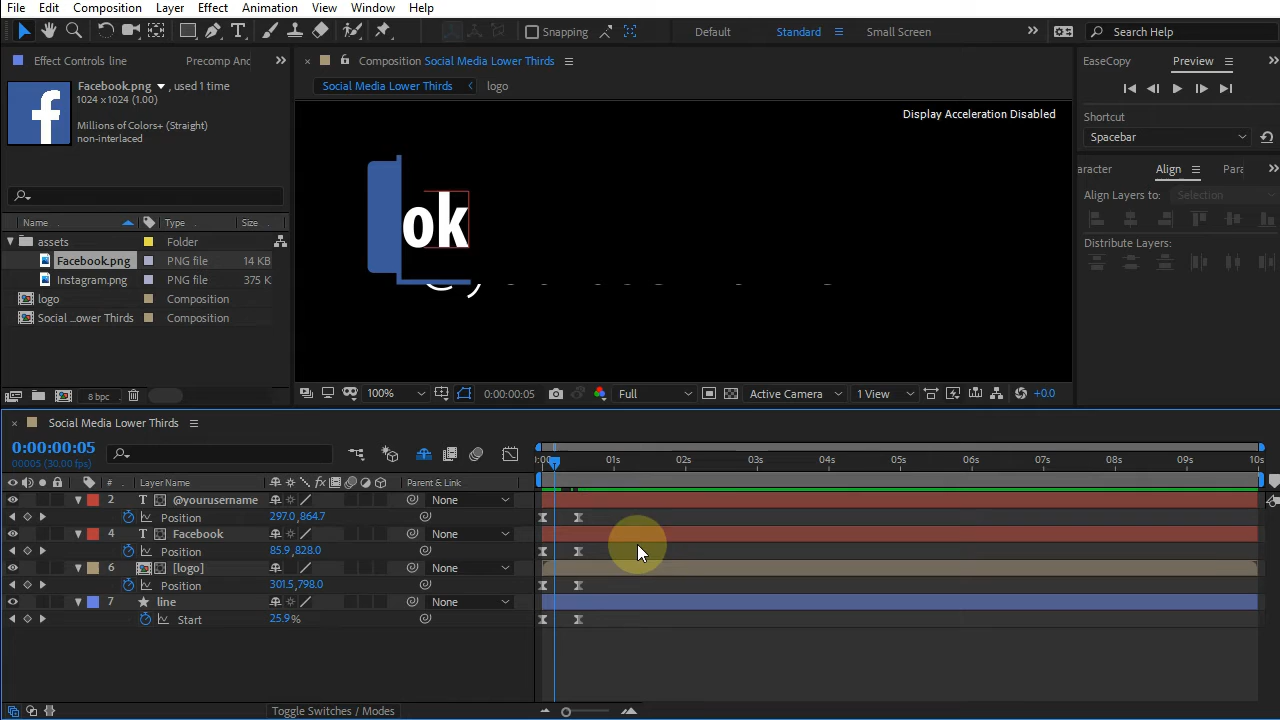 File Edit Composition Layer Effect Animation View Window Help
Snapping Default Standard Small Screen Search Help
Effect Controls line Precomp Anc
Composition Social Media Lower Thirds
EaseCopy Preview
Facebook.png , used 1 time
1024 x 1024 (1.00)
Millions of Colors+ (Straight)
non-interlaced
Social Media Lower Thirds logo
Display Acceleration Disabled
Shortcut
Spacebar
aracter Align Para
Align Layers to: Selection
Distribute Layers:
ok
Name Type Size
assets Folder
Facebook.png PNG file 14 KB
Instagram.png PNG file 375 K
logo Composition
Social ...ower Thirds Composition
8 bpc
100% 0:00:00:05 Full Active Camera 1 View +0.0
Social Media Lower Thirds
0:00:00:05
00005 (30.00 fps)
:00s 01s 02s 03s 04s 05s 06s 07s 08s 09s 10s
# Layer Name Parent & Link
2 T @yourusername None
Position 297.0,864.7
4 T Facebook None
Position 85.9,828.0
6 [logo] None
Position 301.5,798.0
7 line None
Start 25.9%
Toggle Switches / Modes